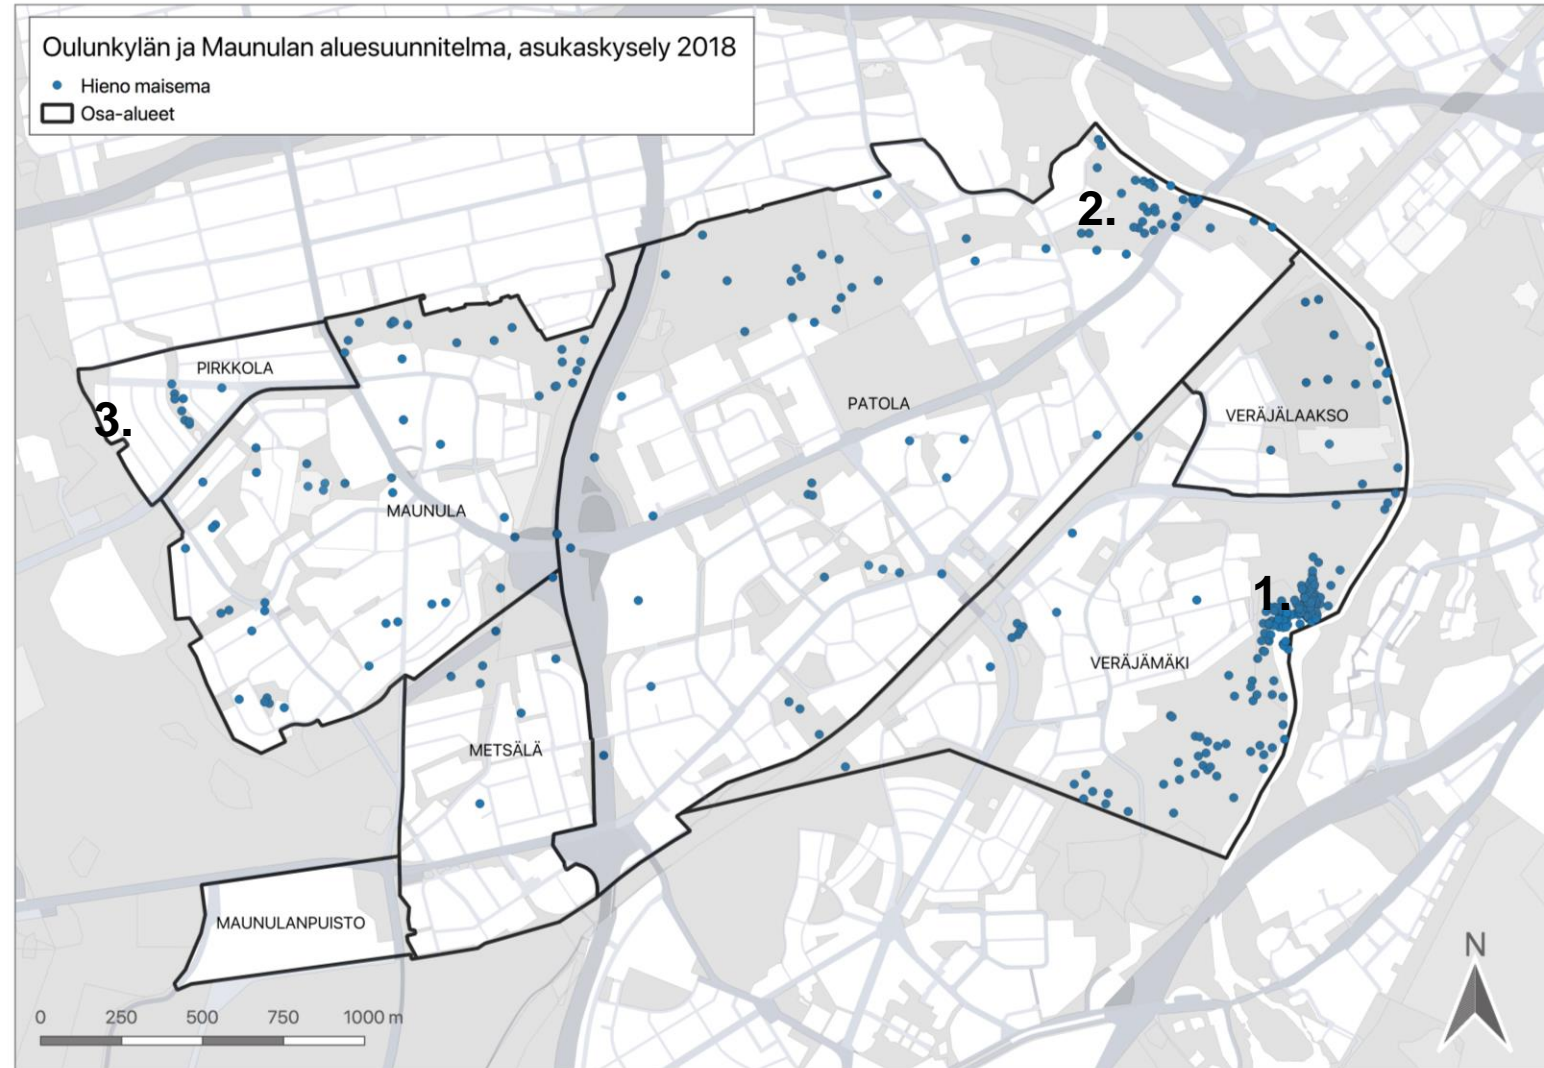 Oulunkylän ja Maunulan aluesuunnitelma, asukaskysely 2018
Hieno maisema
Osa-alueet
2.
PIRKKOLA
3.
PATOLA
VERÄJÄLAAKSO
MAUNULA
1.
VERÄJÄMÄKI
METSÄLÄ
MAUNULANPUISTO
N
0 250 500 750 1000 m